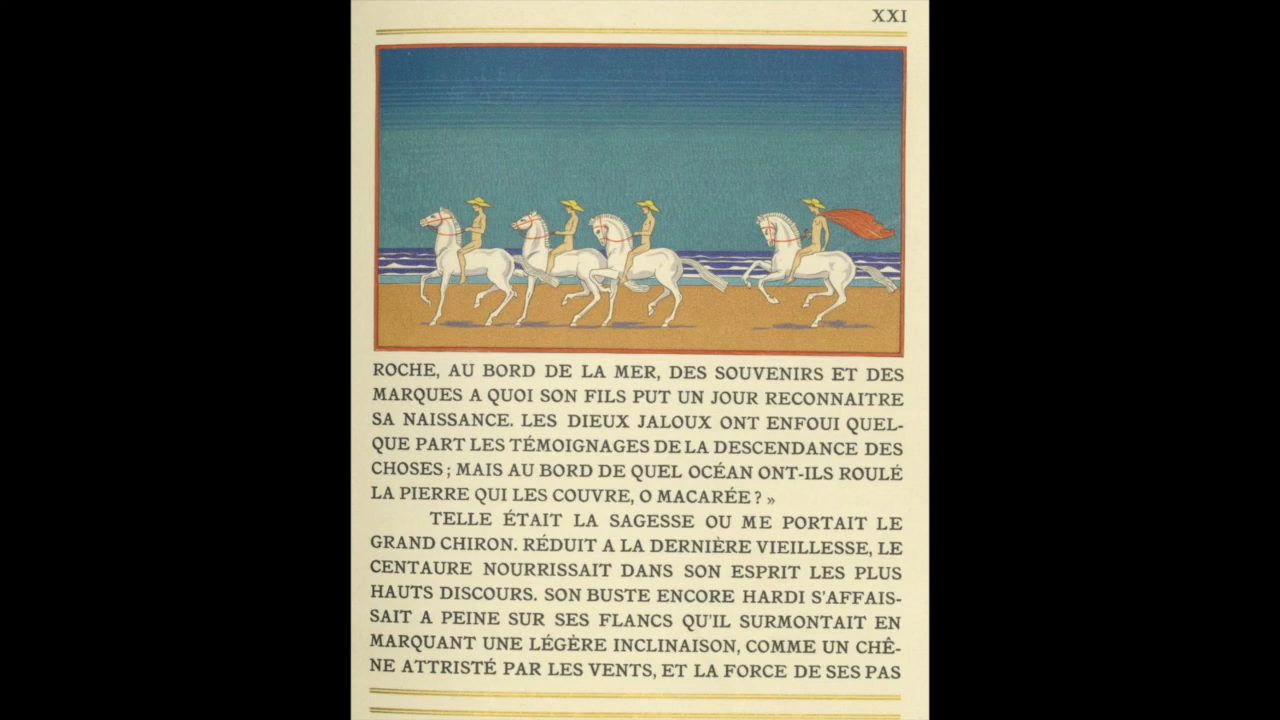 XXI
ROCHE, AU BORD DE LA MER, DES SOUVENIRS ET DES
MARQUES A QUOI SON FILS PUT UN JOUR RECONNAITRE
SA NAISSANCE. LES DIEUX JALOUX ONT ENFOUI QUEL-
QUE PART LES TÉMOIGNAGES DE LA DESCENDANCE DES
CHOSES ; MAIS AU BORD DE QUEL OCÉAN ONT-ILS ROULÉ
LA PIERRE QUI LES COUVRE, O MACARÉE ? »
TELLE ÉTAIT LA SAGESSE OU ME PORTAIT LE
GRAND CHIRON. RÉDUIT A LA DERNIÈRE VIEILLESSE, LE
CENTAURE NOURRISSAIT DANS SON ESPRIT LES PLUS
HAUTS DISCOURS. SON BUSTE ENCORE HARDI S'AFFAIS-
SAIT A PEINE SUR SES FLANCS QU'IL SURMONTAIT EN
MARQUANT UNE LÉGÈRE INCLINAISON, COMME UN CHÊ-
NE ATTRISTÉ PAR LES VENTS, ET LA FORCE DE SES PAS